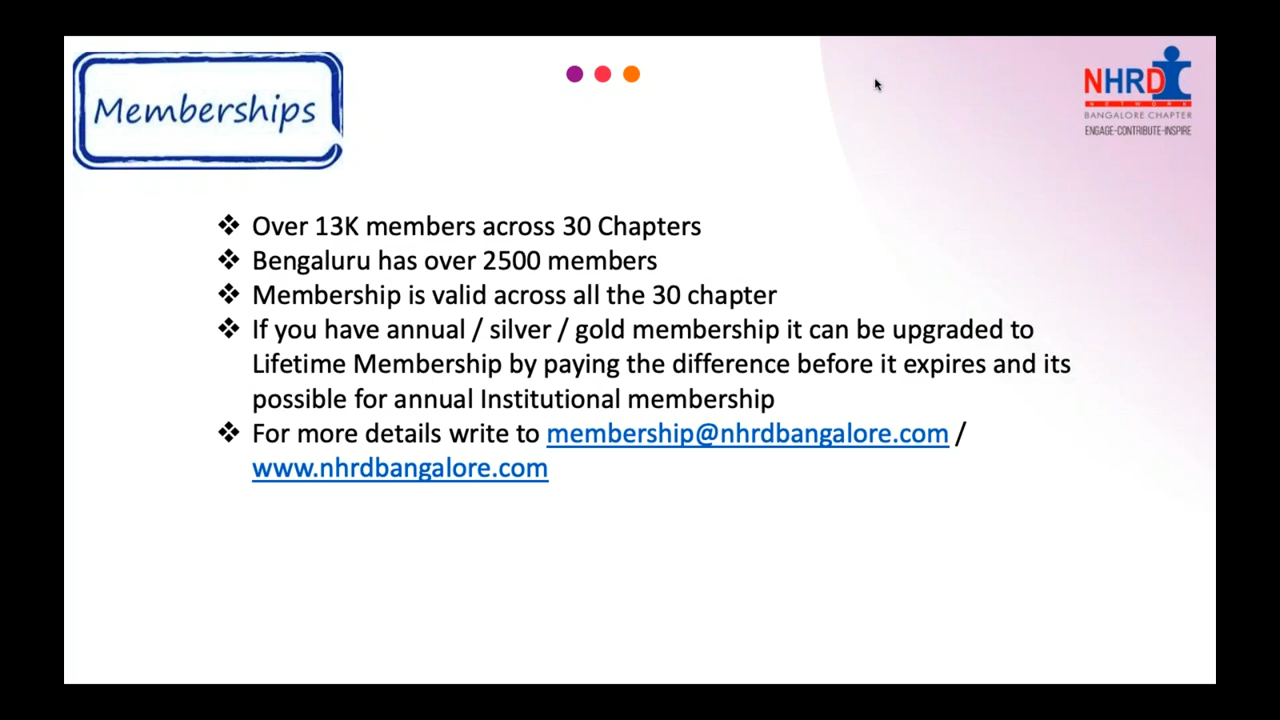 Memberships
NHRD
NETWORK
BANGALORE CHAPTER
ENGAGE-CONTRIBUTE-INSPIRE
❖ Over 13K members across 30 Chapters
❖ Bengaluru has over 2500 members
❖ Membership is valid across all the 30 chapter
❖ If you have annual / silver / gold membership it can be upgraded to
Lifetime Membership by paying the difference before it expires and its
possible for annual Institutional membership
❖ For more details write to membership@nhrdbangalore.com /
www.nhrdbangalore.com